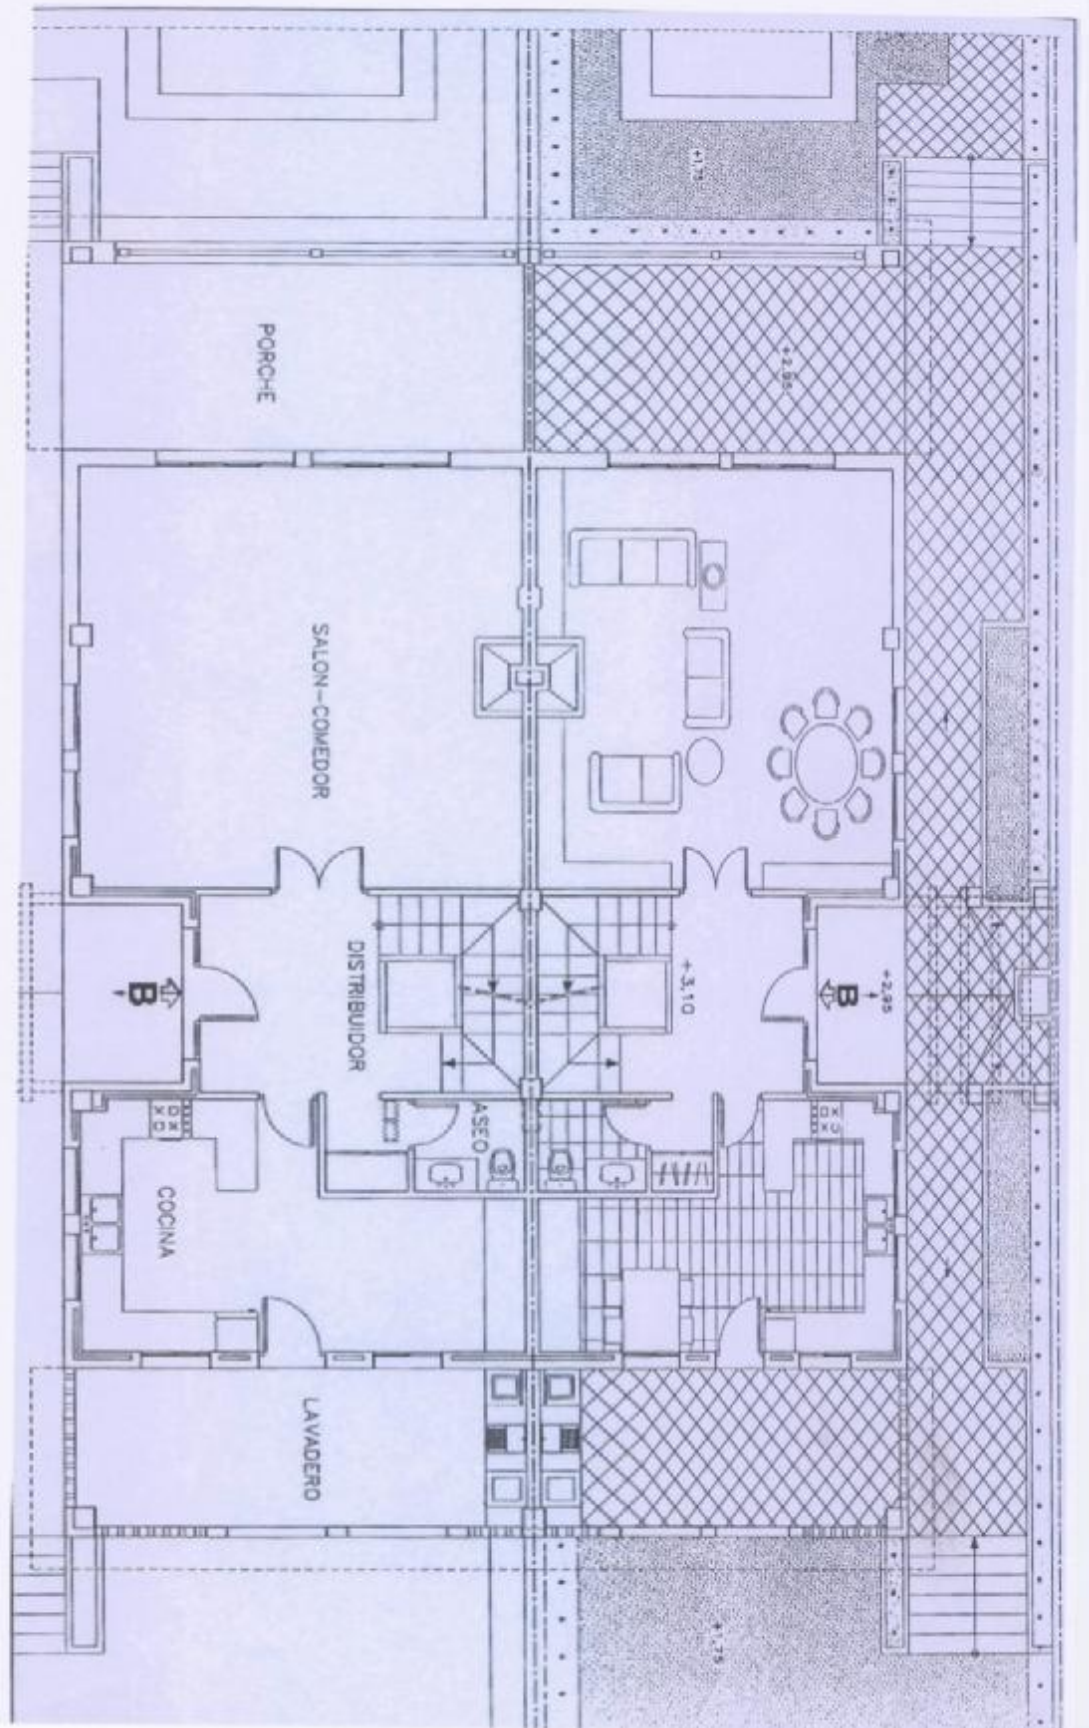 +1.75
PORCHE
+2.95
SALON-COMEDOR
DISTRIBUIDOR
+3.10
+2.95
B
B
ASEO
COCINA
LAVADERO
+1.75